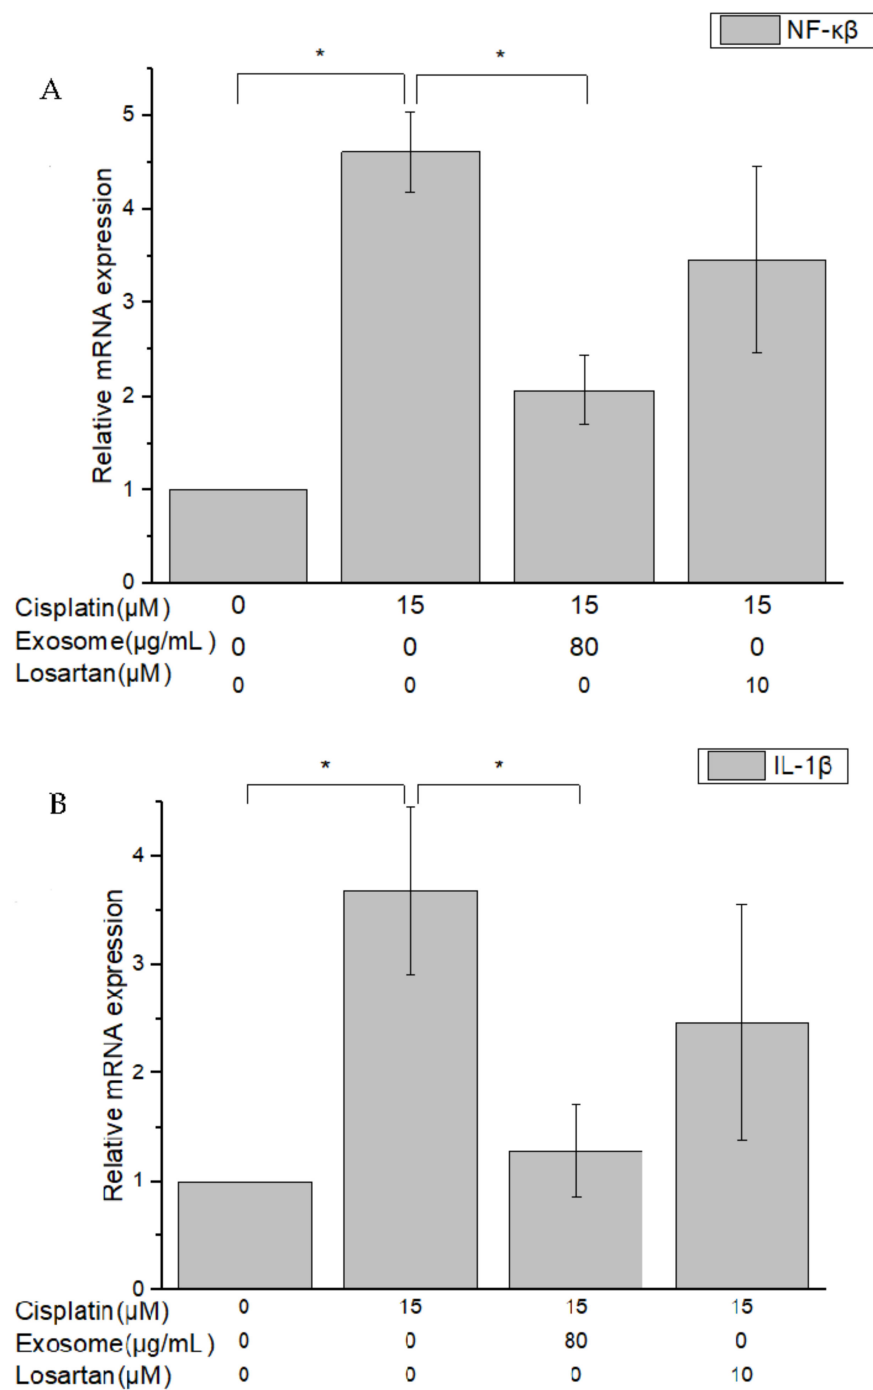 NF-κβ
* *
A
5
4
3
2
1
0
Relative mRNA expression
Cisplatin(µM) 0 15 15 15
Exosome(µg/mL) 0 0 80 0
Losartan(µM) 0 0 0 10
IL-1β
* *
B
4
3
2
1
0
Relative mRNA expression
Cisplatin(µM) 0 15 15 15
Exosome(µg/mL) 0 0 80 0
Losartan(µM) 0 0 0 10